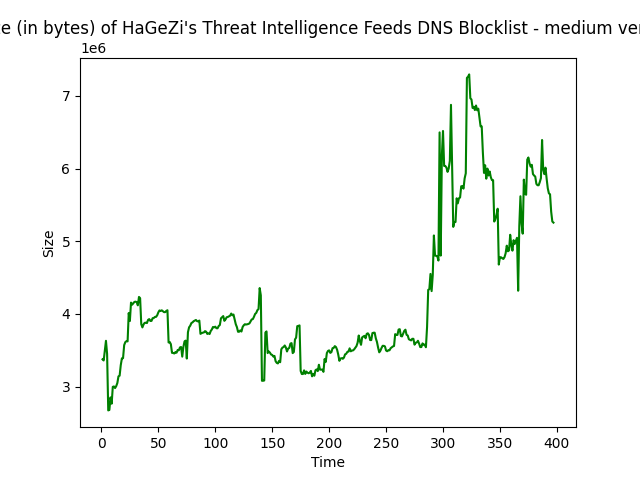 e (in bytes) of HaGeZi's Threat Intelligence Feeds DNS Blocklist - medium ver
1e6
7
6
5
4
3
Size
0 50 100 150 200 250 300 350 400
Time